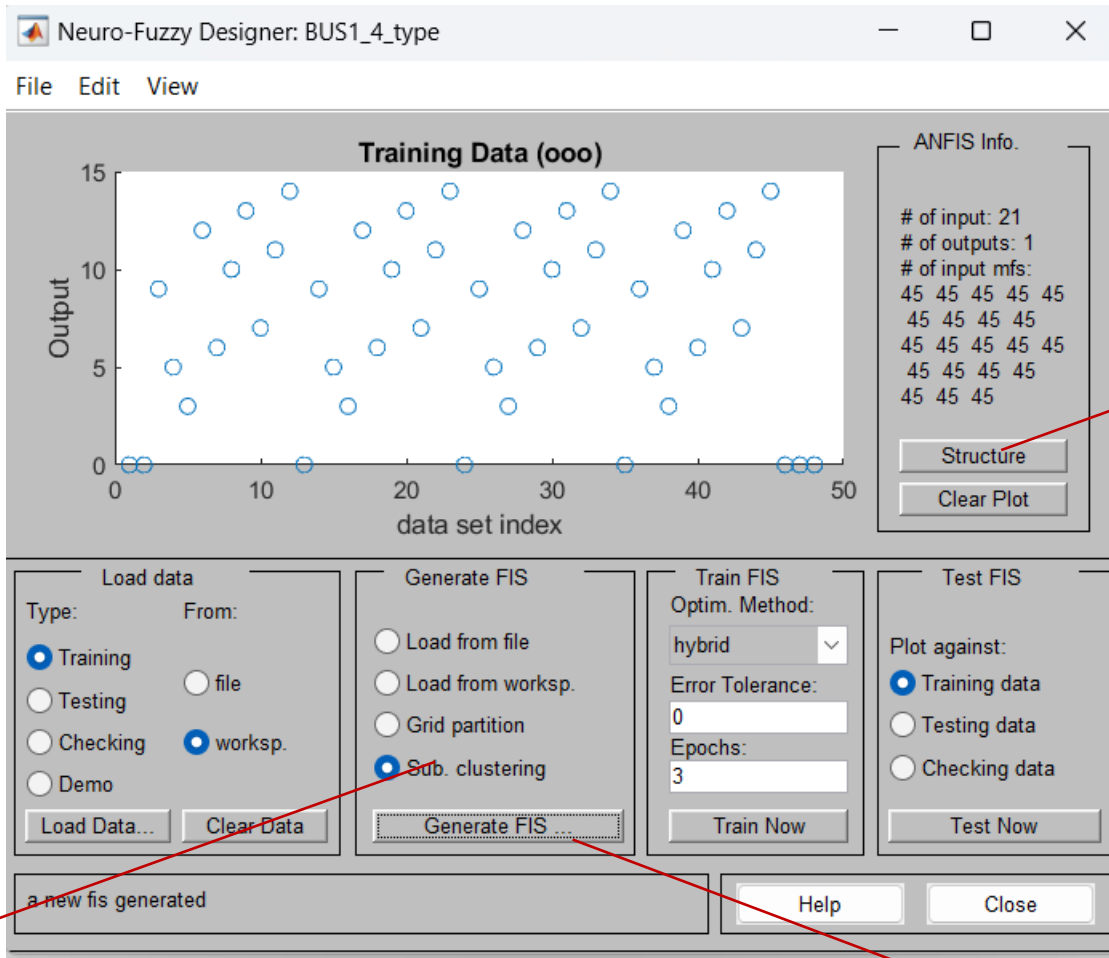 Neuro-Fuzzy Designer: BUS1_4_type
File Edit View
Training Data (ooo)
15
10
5
0
Output
0 10 20 30 40 50
data set index
ANFIS Info.
# of input: 21
# of outputs: 1
# of input mfs:
45 45 45 45 45
45 45 45 45
45 45 45 45 45
45 45 45 45
45 45 45
Structure
Clear Plot
Load data
Type: From:
Training
Testing
Checking
Demo
file
worksp.
Load Data... Clear Data
Generate FIS
Load from file
Load from worksp.
Grid partition
Sub. clustering
Generate FIS ...
Train FIS
Optim. Method:
hybrid
Error Tolerance:
0
Epochs:
3
Train Now
Test FIS
Plot against:
Training data
Testing data
Checking data
Test Now
a new fis generated
Help Close